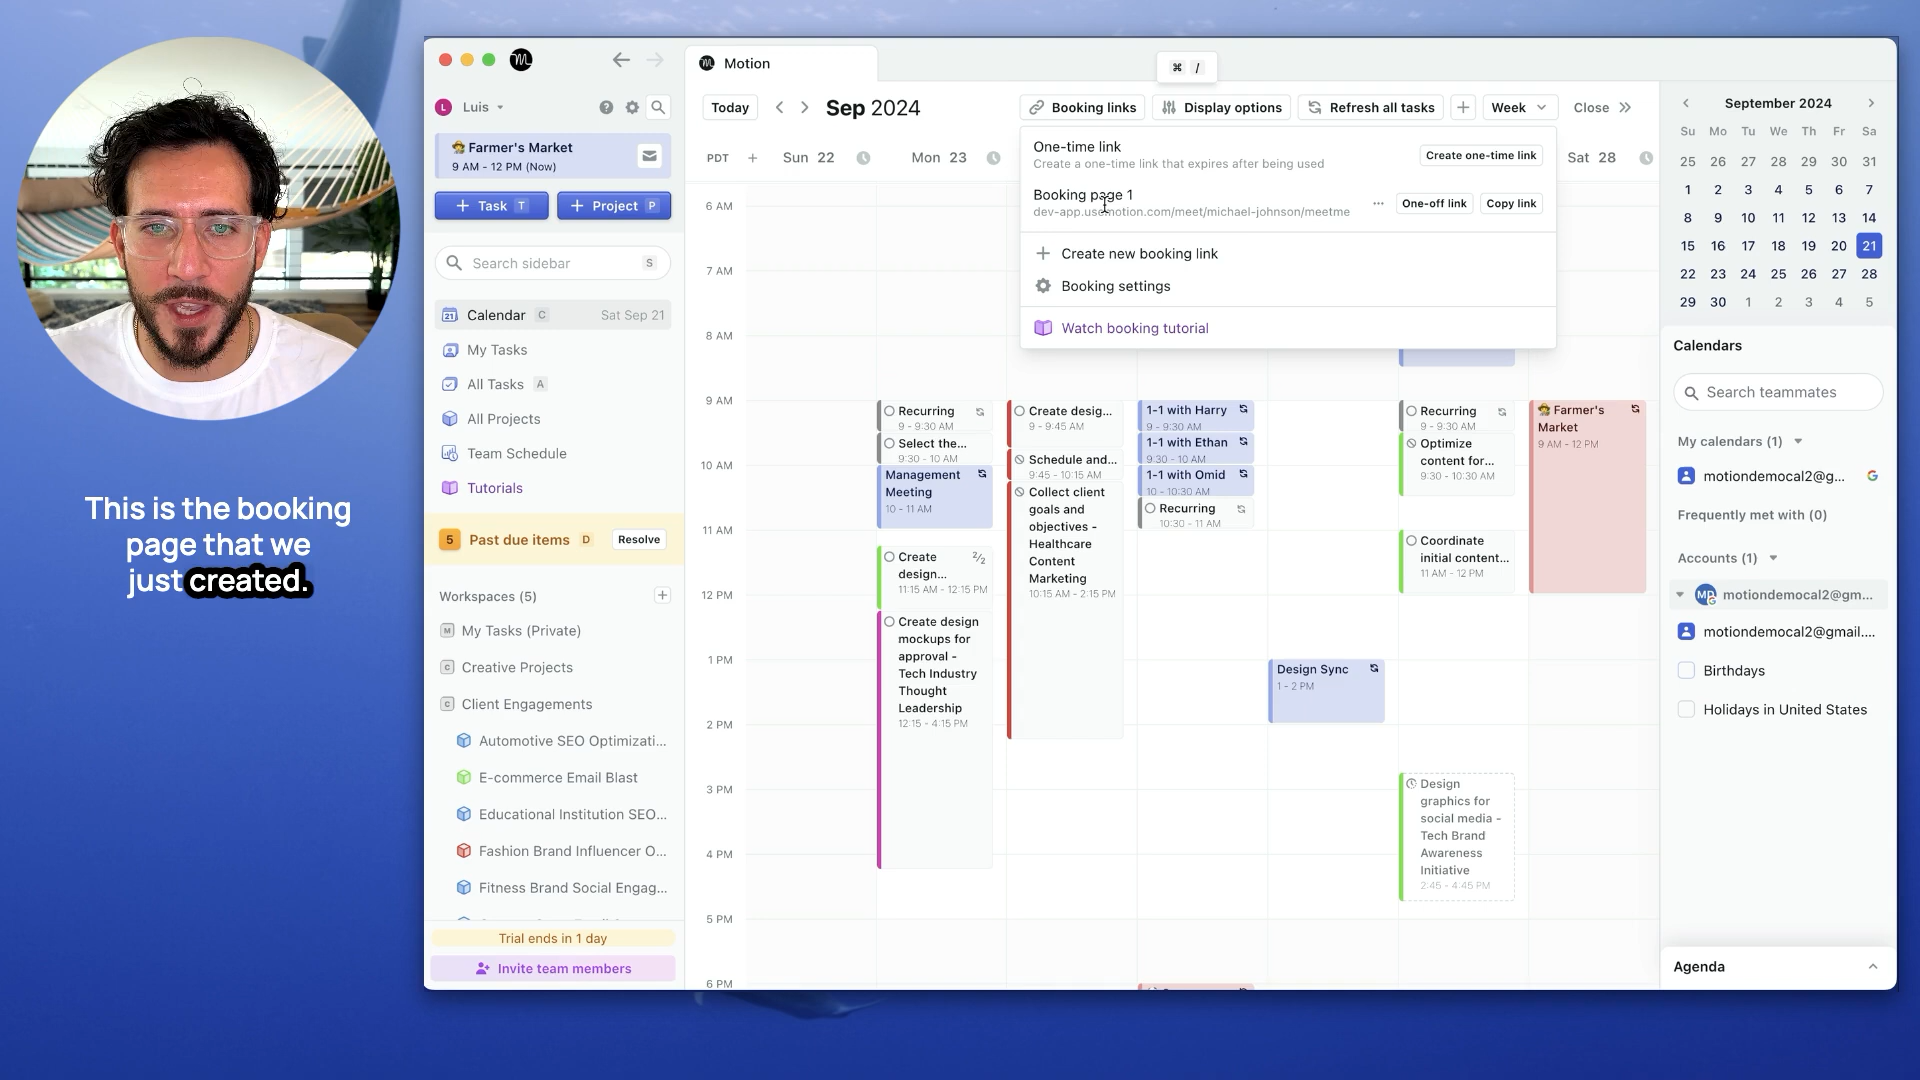 This is the booking
page that we
just created.
Luis
🧑‍🌾 Farmer's Market
9 AM - 12 PM (Now)
+ Task T
+ Project P
Search sidebar S
Calendar C Sat Sep 21
My Tasks
All Tasks A
All Projects
Team Schedule
Tutorials
5 Past due items D Resolve
Workspaces (5)
M My Tasks (Private)
C Creative Projects
C Client Engagements
Automotive SEO Optimizati...
E-commerce Email Blast
Educational Institution SEO...
Fashion Brand Influencer O...
Fitness Brand Social Engag...
Trial ends in 1 day
Invite team members
Motion
⌘ /
Today
Sep 2024
Booking links
Display options
Refresh all tasks
Week
Close
PDT
Sun 22
Mon 23
Sat 28
One-time link
Create a one-time link that expires after being used
Create one-time link
Booking page 1
dev-app.usemotion.com/meet/michael-johnson/meetme
One-off link
Copy link
Create new booking link
Booking settings
Watch booking tutorial
6 AM
7 AM
8 AM
9 AM
10 AM
11 AM
12 PM
1 PM
2 PM
3 PM
4 PM
5 PM
6 PM
Recurring
9 - 9:30 AM
Select the...
9:30 - 10 AM
Management
Meeting
10 - 11 AM
Create
design...
2/2
11:15 AM - 12:15 PM
Create design
mockups for
approval -
Tech Industry
Thought
Leadership
12:15 - 4:15 PM
Create desig...
9 - 9:45 AM
Schedule and...
9:45 - 10:15 AM
Collect client
goals and
objectives -
Healthcare
Content
Marketing
10:15 AM - 2:15 PM
1-1 with Harry
9 - 9:30 AM
1-1 with Ethan
9:30 - 10 AM
1-1 with Omid
10 - 10:30 AM
Recurring
10:30 - 11 AM
Design Sync
1 - 2 PM
Recurring
9 - 9:30 AM
Optimize
content for...
9:30 - 10:30 AM
Coordinate
initial content...
11 AM - 12 PM
Design
graphics for
social media -
Tech Brand
Awareness
Initiative
2:45 - 4:45 PM
🧑‍🌾 Farmer's
Market
9 AM - 12 PM
September 2024
Su Mo Tu We Th Fr Sa
25 26 27 28 29 30 31
1 2 3 4 5 6 7
8 9 10 11 12 13 14
15 16 17 18 19 20 21
22 23 24 25 26 27 28
29 30 1 2 3 4 5
Calendars
Search teammates
My calendars (1)
motiondemocal2@g...
Frequently met with (0)
Accounts (1)
motiondemocal2@gm...
motiondemocal2@gmail....
Birthdays
Holidays in United States
Agenda